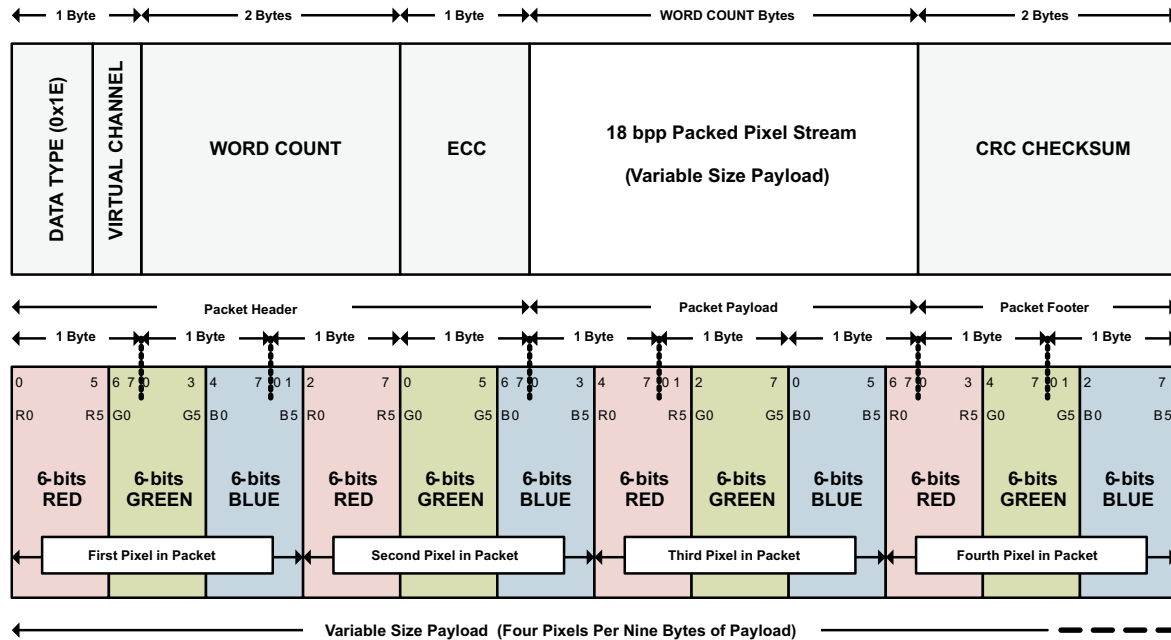 1 Byte 2 Bytes 1 Byte WORD COUNT Bytes 2 Bytes
DATA TYPE (0x1E)
VIRTUAL CHANNEL
WORD COUNT
ECC
18 bpp Packed Pixel Stream
(Variable Size Payload)
CRC CHECKSUM
Packet Header Packet Payload Packet Footer
1 Byte 1 Byte 1 Byte 1 Byte 1 Byte 1 Byte 1 Byte 1 Byte 1 Byte
0 5 6 7 0 3 4 7 0 1 2 7 0 5 6 7 0 3 4 7 0 1 2 7 0 5 6 7 0 3 4 7 0 1 2 7
R0 R5 G0 G5 B0 B5 R0 R5 G0 G5 B0 B5 R0 R5 G0 G5 B0 B5 R0 R5 G0 G5 B0 B5
6-bits 6-bits 6-bits 6-bits 6-bits 6-bits 6-bits 6-bits 6-bits 6-bits 6-bits 6-bits
RED GREEN BLUE RED GREEN BLUE RED GREEN BLUE RED GREEN BLUE
First Pixel in Packet Second Pixel in Packet Third Pixel in Packet Fourth Pixel in Packet
Variable Size Payload (Four Pixels Per Nine Bytes of Payload)